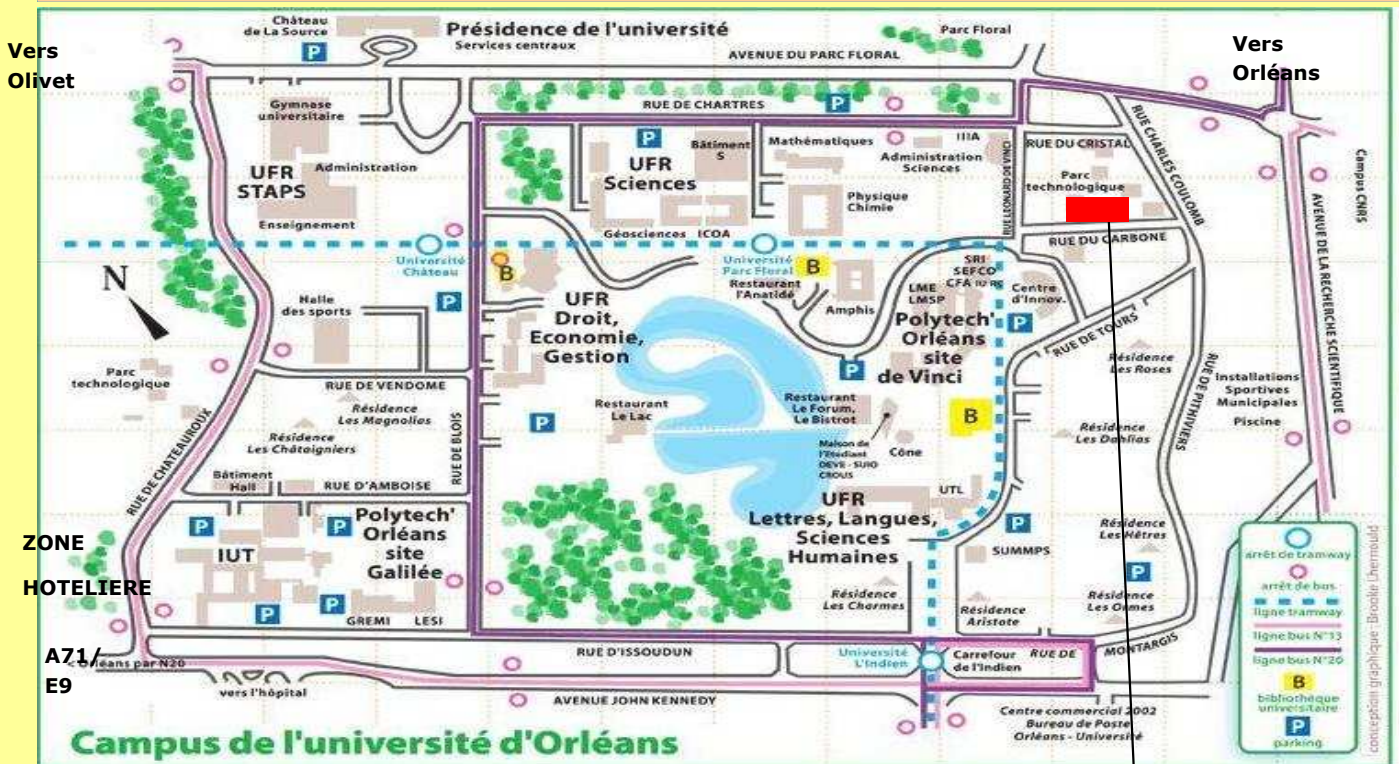 Château
de La Source
P
Présidence de l'université
Services centraux
Parc Floral
AVENUE DU PARC FLORAL
Vers
Olivet
Vers
Orléans
RUE DE CHARTRES
P
Gymnase
universitaire
UFR
STAPS
Administration
Enseignement
P
UFR
Sciences
Bâtiment
S
Mathématiques
IIIA
Administration
Sciences
Physique
Chimie
Géosciences
ICOA
RUE LEONARD DE VINCI
RUE DU CRISTAL
RUE CHARLES COULOMB
Parc
technologique
RUE DU CARBONE
Campus CNRS
AVENUE DE LA RECHERCHE SCIENTIFIQUE
Université
Château
B
Université
Parc Floral
B
Restaurant
l'Anatidé
Amphis
SRI
SEFCO
LME
LMSP
Centre
d'Innov.
P
N
Halle
des sports
P
UFR
Droit,
Economie,
Gestion
Polytech'
Orléans
site
de Vinci
P
RUE DE TOURS
Résidence
Les Roses
Parc
technologique
RUE DE VENDOME
Résidence
Les Magnolias
Résidence
Les Châtaigniers
RUE DE BLOIS
RUE DE CHATEAUROUX
P
Restaurant
Le Lac
Restaurant
Le Forum,
Le Bistrot
Maison de
l'Etudiant
DEVE - SUIO
CROUS
Cône
B
Résidence
Les Dahlias
RUE DE PITHIVIERS
Installations
Sportives
Municipales
Piscine
Bâtiment
Hall
RUE D'AMBOISE
P
P
IUT
Polytech'
Orléans
site
Galilée
P
P
GREMI
LESI
UFR
Lettres, Langues,
Sciences
Humaines
UTL
P
SUMMPS
Résidence
Les Hêtres
P
Résidence
Les Charmes
Résidence
Aristote
Résidence
Les Ormes
ZONE
HOTELIERE
A71/
E9
< Orléans par N20
vers l'hôpital
RUE D'ISSOUDUN
Université
L'Indien
Carrefour
de l'Indien
RUE DE
MONTARGIS
AVENUE JOHN KENNEDY
Centre commercial 2002
Bureau de Poste
Orléans - Université
Campus de l'université d'Orléans
arrêt de tramway
arrêt de bus
ligne tramway
ligne bus N°13
ligne bus N°20
B
bibliothèque
universitaire
P
parking
conception graphique : Brooke Lhermould